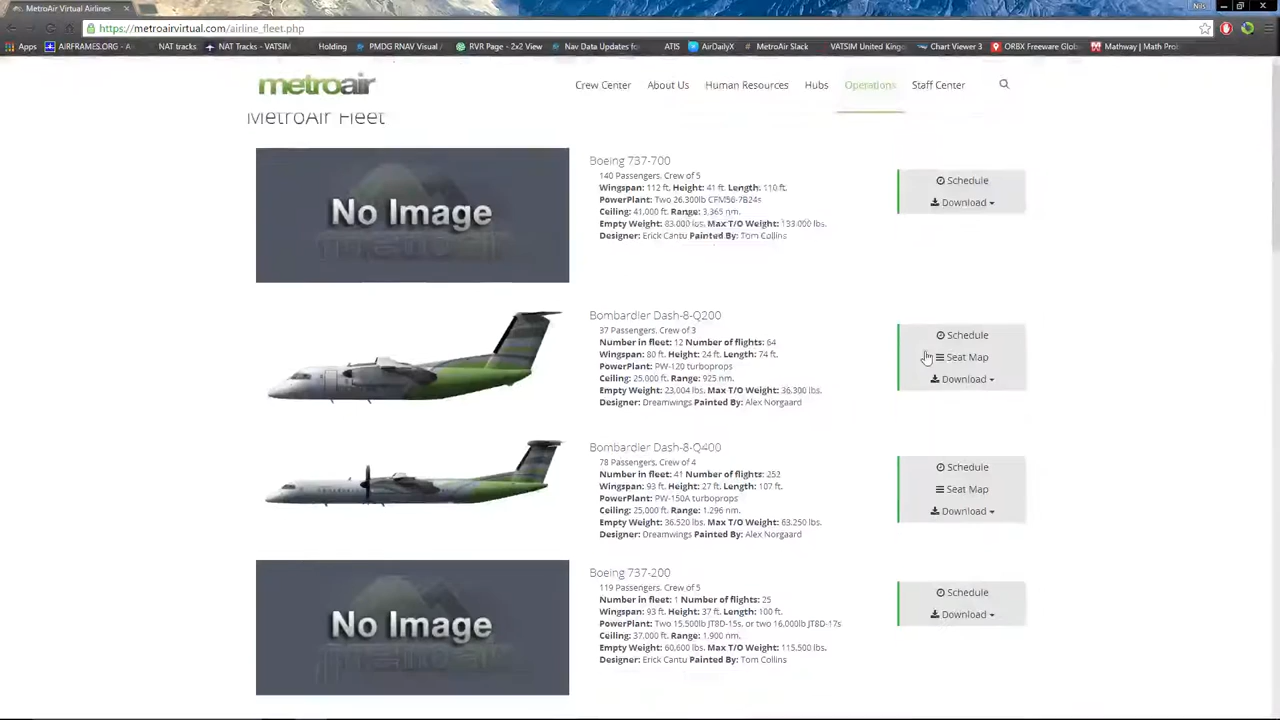 MetroAir Virtual Airlines
Nils
https://metroairvirtual.com/airline_fleet.php
Apps AIRFRAMES.ORG - A NAT tracks NAT Tracks - VATSI Holding PMDG RNAV Visual RVR Page - 2x2 View Nav Data Updates for ATIS AirDailyX MetroAir Slack VATSIM United King Chart Viewer 3 ORBX Freeware Glob Mathway | Math Pro
metroair
Crew Center About Us Human Resources Hubs Operations Staff Center
MetroAir Fleet
No Image
Boeing 737-700
140 Passengers, Crew of 5
Wingspan: 112 ft. Height: 41 ft. Length: 110 ft.
PowerPlant: Two 26,300lb CFM56-7B24s
Ceiling: 41,000 ft. Range: 3,365 nm.
Empty Weight: 83,000 lbs. Max T/O Weight: 133,000 lbs.
Designer: Erick Cantu Painted By: Tom Collins
Schedule
Download
Bombardier Dash-8-Q200
37 Passengers, Crew of 3
Number in fleet: 12 Number of flights: 64
Wingspan: 80 ft. Height: 24 ft. Length: 74 ft.
PowerPlant: PW-120 turboprops
Ceiling: 25,000 ft. Range: 925 nm.
Empty Weight: 23,004 lbs. Max T/O Weight: 36,300 lbs.
Designer: Dreamwings Painted By: Alex Norgaard
Schedule
Seat Map
Download
Bombardier Dash-8-Q400
78 Passengers, Crew of 4
Number in fleet: 41 Number of flights: 252
Wingspan: 93 ft. Height: 27 ft. Length: 107 ft.
PowerPlant: PW-150A turboprops
Ceiling: 25,000 ft. Range: 1,296 nm.
Empty Weight: 36,520 lbs. Max T/O Weight: 63,250 lbs.
Designer: Dreamwings Painted By: Alex Norgaard
Schedule
Seat Map
Download
No Image
Boeing 737-200
119 Passengers, Crew of 5
Number in fleet: 1 Number of flights: 25
Wingspan: 93 ft. Height: 37 ft. Length: 100 ft.
PowerPlant: Two 15,500lb JT8D-15s, or two 16,000lb JT8D-17s
Ceiling: 37,000 ft. Range: 1,900 nm.
Empty Weight: 60,600 lbs. Max T/O Weight: 115,500 lbs.
Designer: Erick Cantu Painted By: Tom Collins
Schedule
Download